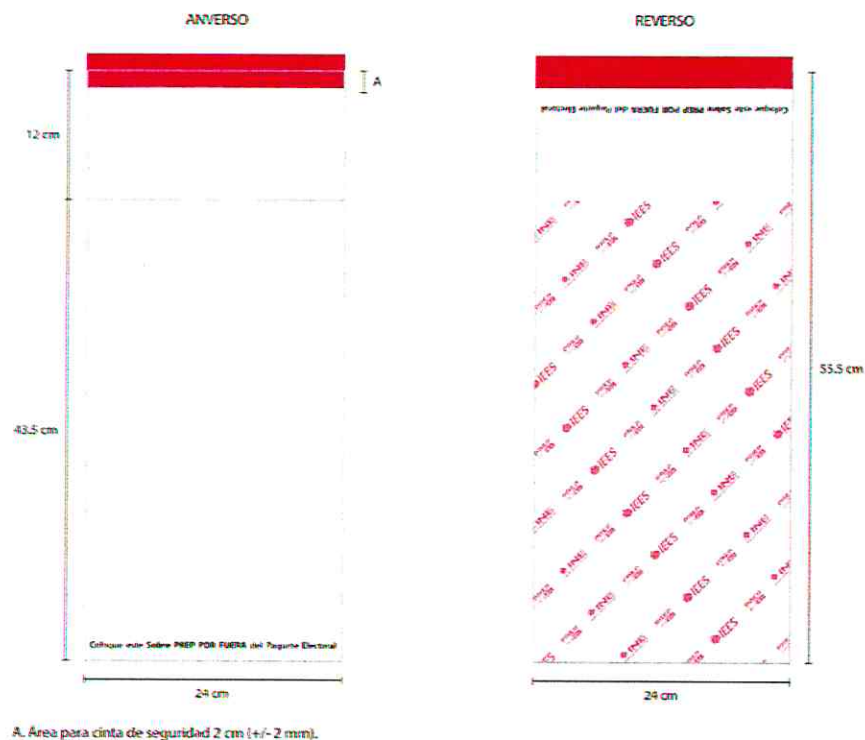 ANVERSO
REVERSO
A
Coloque este Sobre PREP POR FUERA del Paquete Electoral
12 cm
IEES
INE
55.5 cm
43.5 cm
Coloque este Sobre PREP POR FUERA del Paquete Electoral
24 cm
24 cm
A. Área para cinta de seguridad 2 cm (+/- 2 mm).